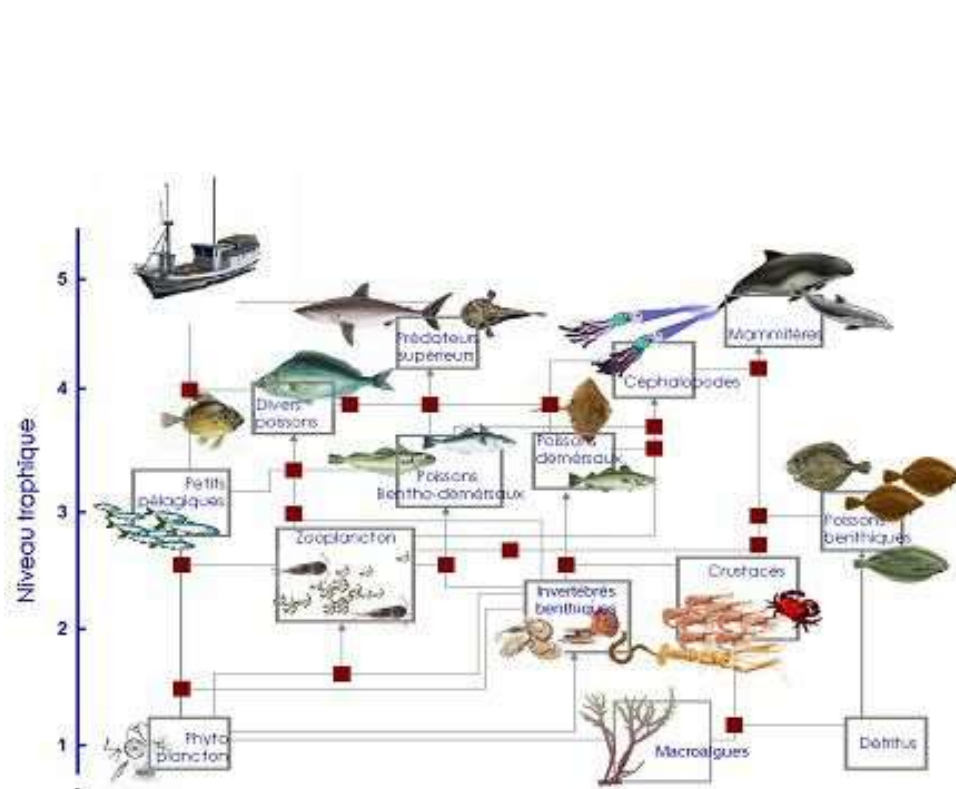 Niveau trophique
5
4
3
2
1
Prédateurs
supérieurs
Mammifères
Céphalopodes
Divers
poissons
Poissons
démersaux
Petits
pélagiques
Poissons
Bentho-démersaux
Poissons
benthiques
Zooplancton
Crustacés
Invertébrés
benthiques
Phyto
plancton
Macroalgues
Détritus